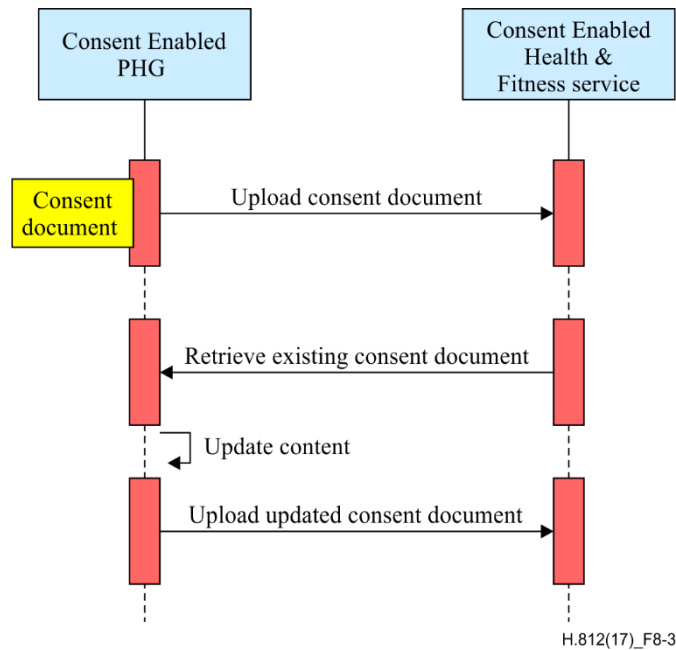 Consent Enabled
PHG
Consent Enabled
Health &
Fitness service
Consent
document
Upload consent document
Retrieve existing consent document
Update content
Upload updated consent document
H.812(17)_F8-3